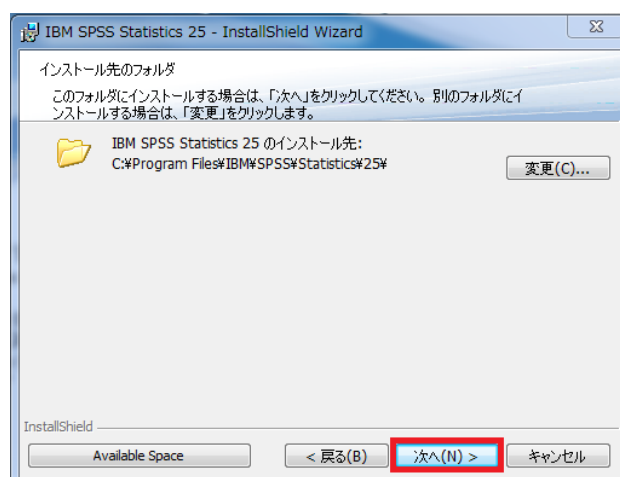 IBM SPSS Statistics 25 - InstallShield Wizard
インストール先のフォルダ
このフォルダにインストールする場合は、「次へ」をクリックしてください。別のフォルダにイ
ンストールする場合は、「変更」をクリックします。
IBM SPSS Statistics 25 のインストール先:
C:¥Program Files¥IBM¥SPSS¥Statistics¥25¥
変更(C)...
InstallShield
Available Space
< 戻る(B)
次へ(N) >
キャンセル